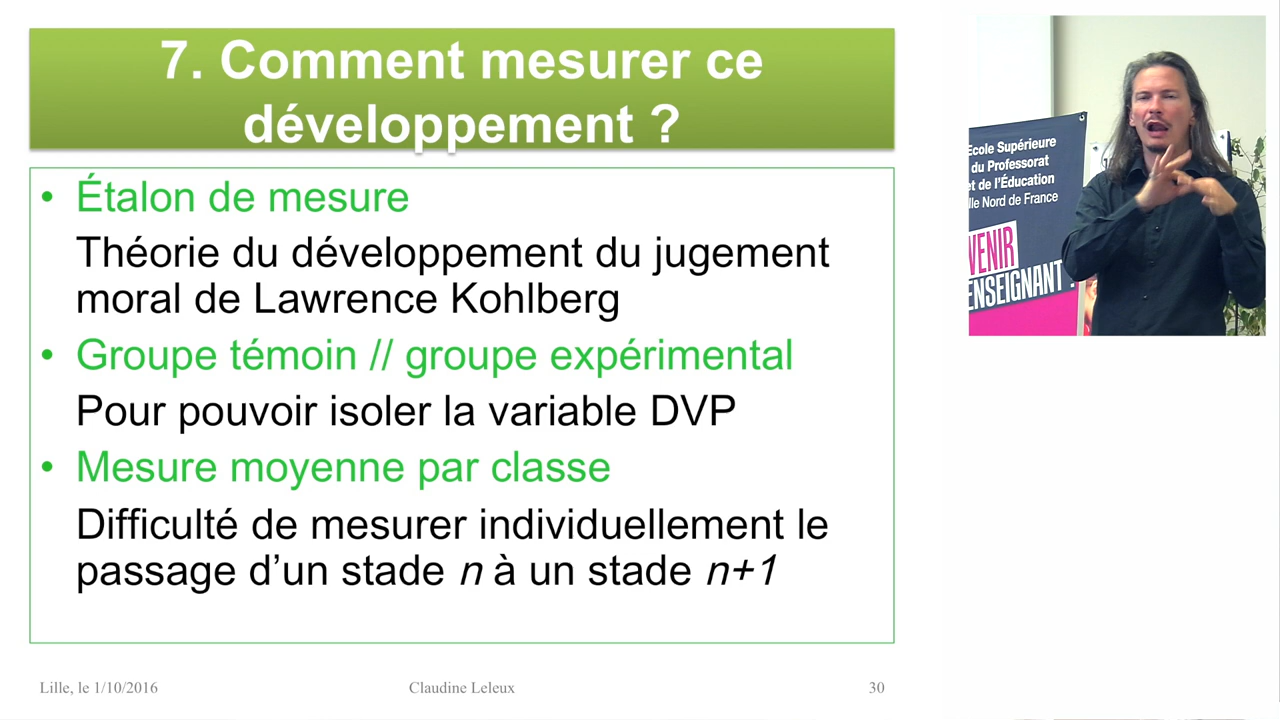 7. Comment mesurer ce
développement ?
• Étalon de mesure
Théorie du développement du jugement
moral de Lawrence Kohlberg
• Groupe témoin // groupe expérimental
Pour pouvoir isoler la variable DVP
• Mesure moyenne par classe
Difficulté de mesurer individuellement le
passage d’un stade n à un stade n+1
Lille, le 1/10/2016
Claudine Leleux
30
Ecole Supérieure
du Professorat
et de l'Éducation
lle Nord de France
VENIR
ENSEIGNANT !